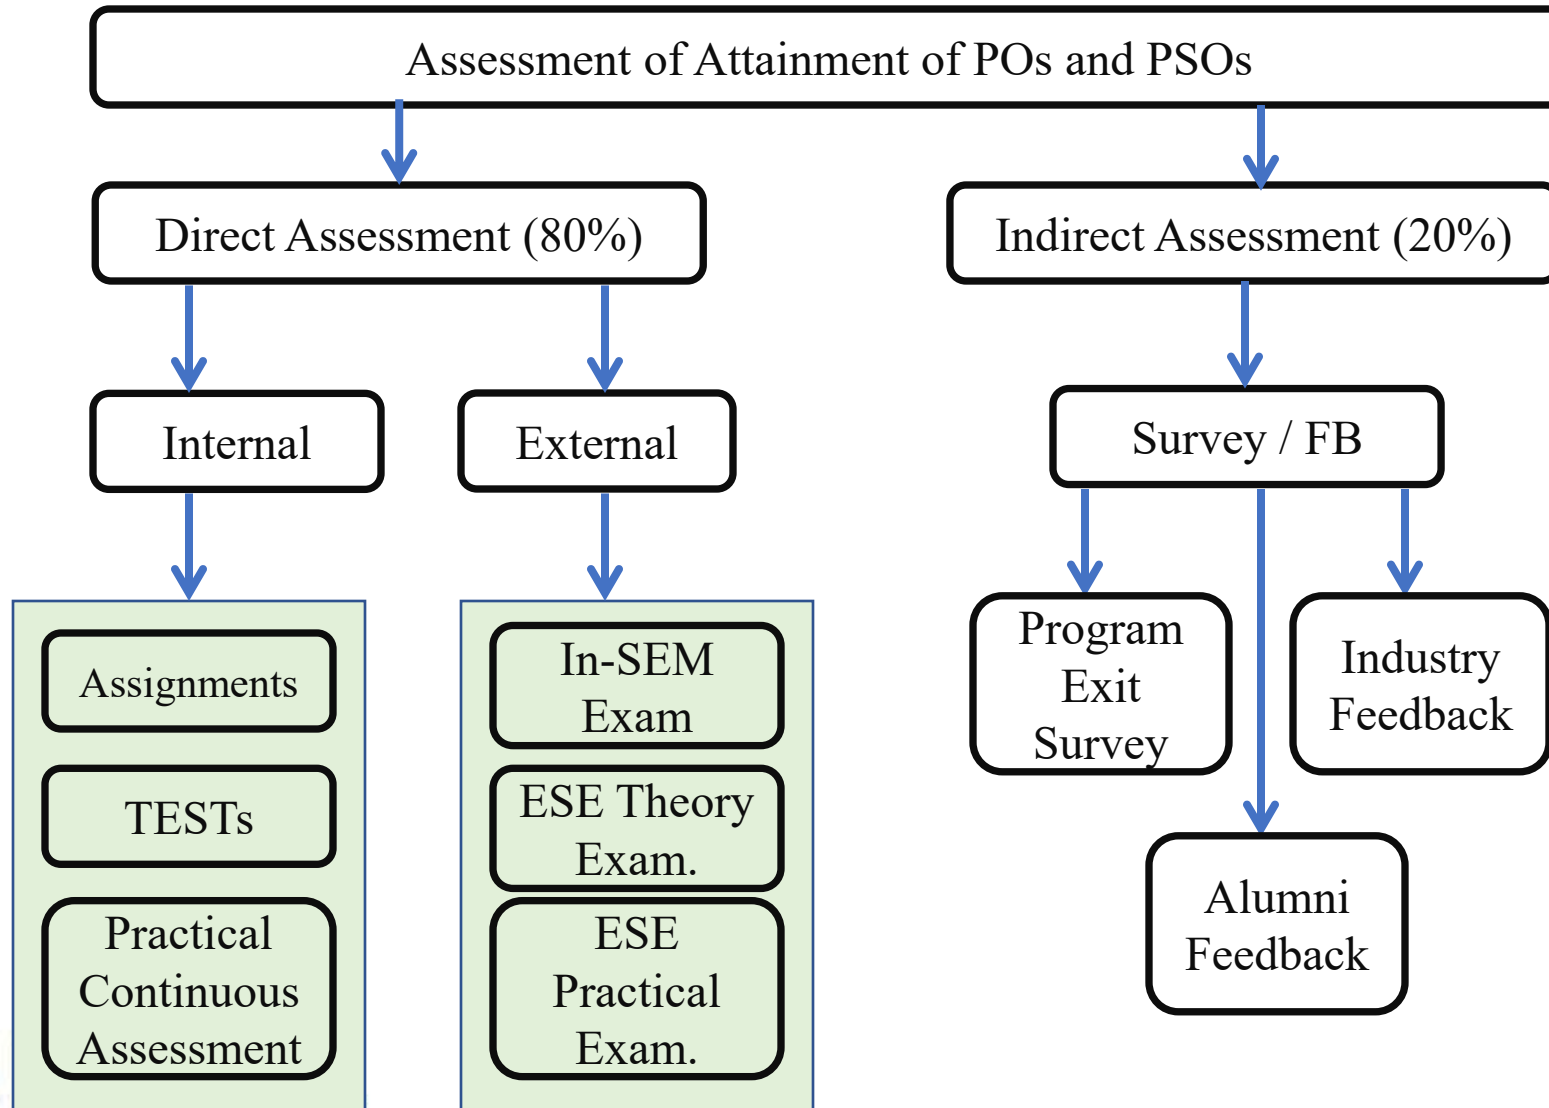 Assessment of Attainment of POs and PSOs
Direct Assessment (80%)
Indirect Assessment (20%)
Internal
External
Survey / FB
Assignments
TESTs
Practical
Continuous
Assessment
In-SEM
Exam
ESE Theory
Exam.
ESE
Practical
Exam.
Program
Exit
Survey
Industry
Feedback
Alumni
Feedback